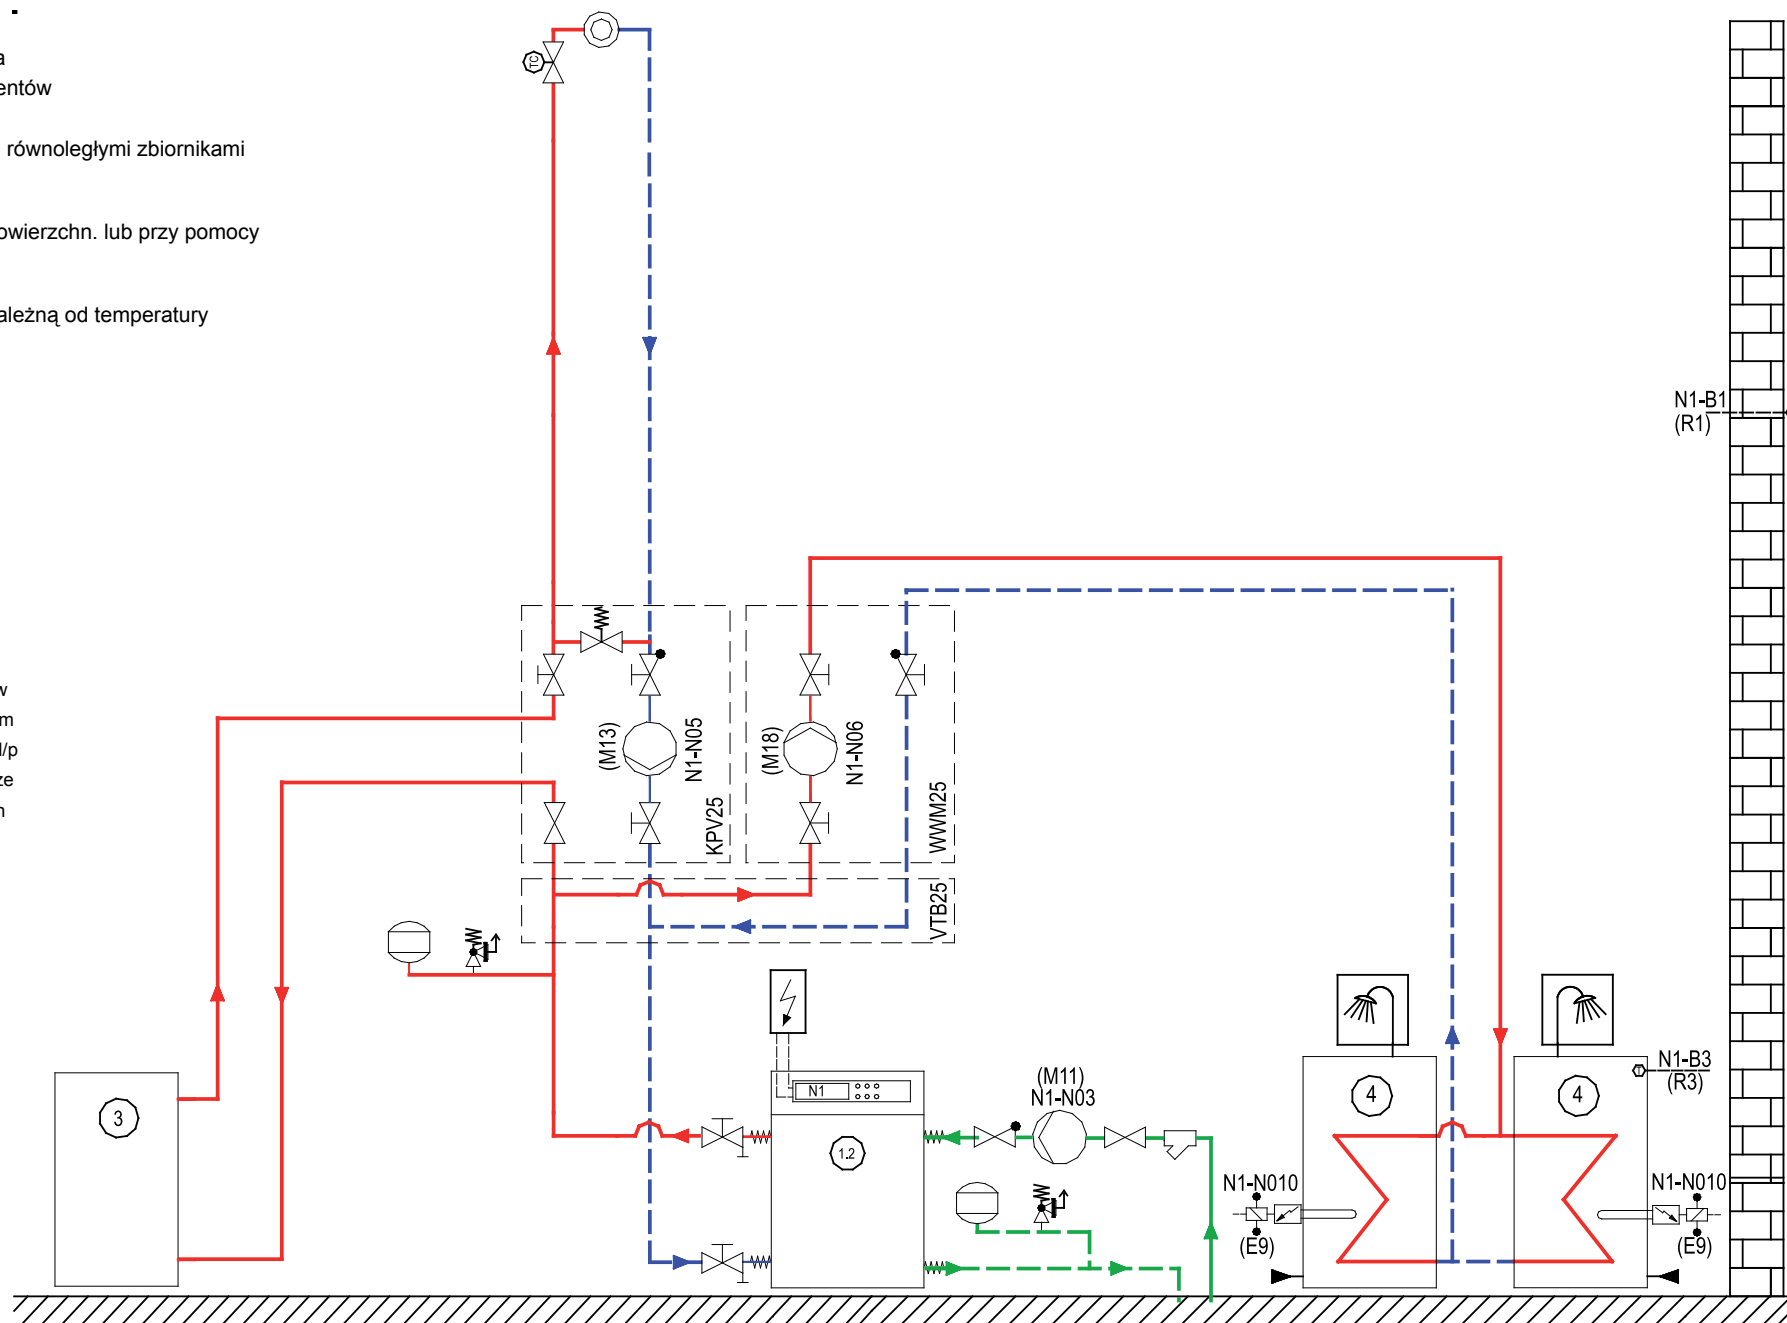 a
entów
równoległymi zbiornikami
owierzchn. lub przy pomocy
ależną od temperatury
w
m
l/p
ze
n
TC
N1-B1
(R1)
(M13)
N1-N05
KPV25
(M18)
N1-N06
WWM25
VTB25
3
N1
1.2
(M11)
N1-N03
4
4
N1-B3
(R3)
T
N1-N010
(E9)
N1-N010
(E9)